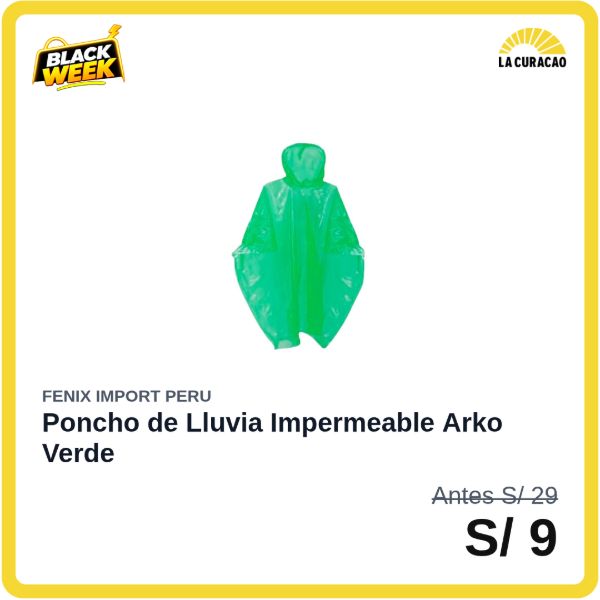 BLACK
WEEK
LA CURACAO
FENIX IMPORT PERU
Poncho de Lluvia Impermeable Arko
Verde
Antes S/ 29
S/ 9